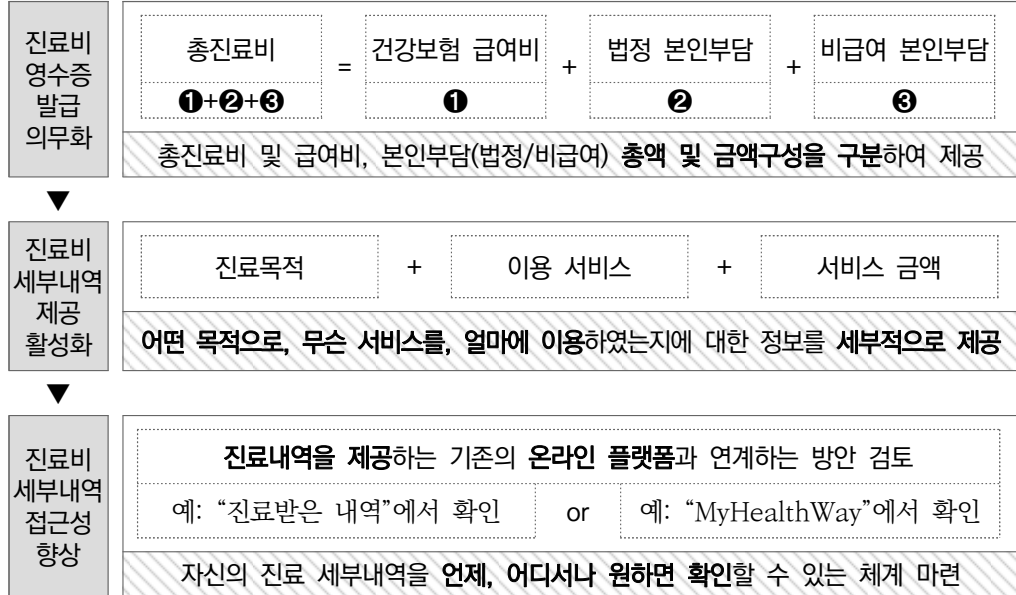 진료비
영수증
발급
의무화
총진료비 = 건강보험 급여비 + 법정 본인부담 + 비급여 본인부담
❶+❷+❸ ❶ ❷ ❸
총진료비 및 급여비, 본인부담(법정/비급여) 총액 및 금액구성을 구분하여 제공
▼
진료비
세부내역
제공
활성화
진료목적 + 이용 서비스 + 서비스 금액
어떤 목적으로, 무슨 서비스를, 얼마에 이용하였는지에 대한 정보를 세부적으로 제공
▼
진료비
세부내역
접근성
향상
진료내역을 제공하는 기존의 온라인 플랫폼과 연계하는 방안 검토
예: “진료받은 내역”에서 확인 or 예: “MyHealthWay”에서 확인
자신의 진료 세부내역을 언제, 어디서나 원하면 확인할 수 있는 체계 마련